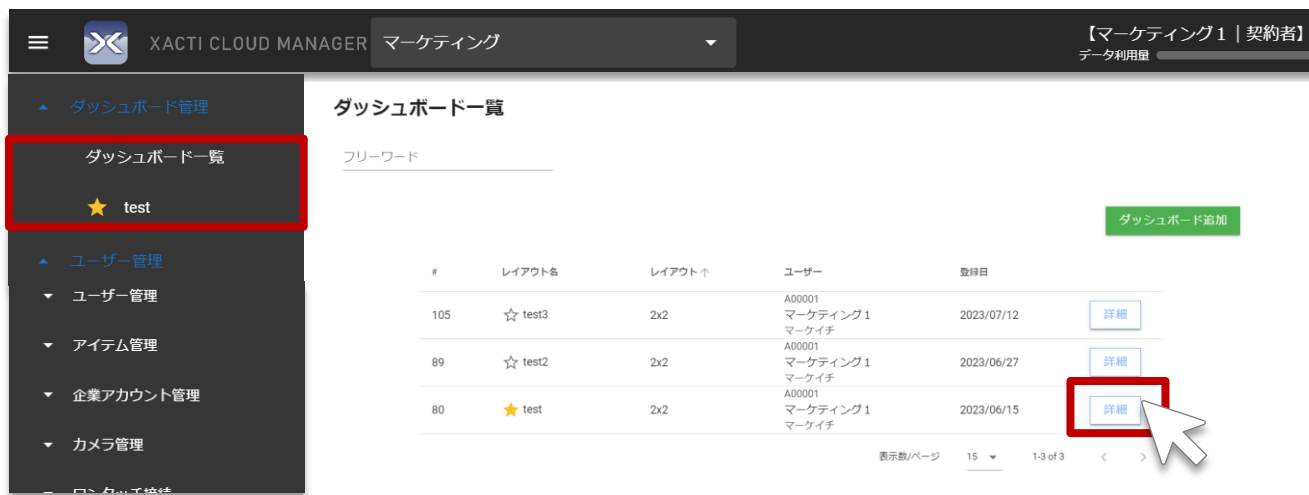 XACTI CLOUD MANAGER マーケティング 【マーケティング1｜契約者】
データ利用量
ダッシュボード管理
ダッシュボード一覧
test
ユーザー管理
ユーザー管理
アイテム管理
企業アカウント管理
カメラ管理
ワンタッチ接続
ダッシュボード一覧
フリーワード
ダッシュボード追加
# レイアウト名 レイアウト↑ ユーザー 登録日
A00001
105 ☆ test3 2x2 マーケティング1 2023/07/12 詳細
マーケイチ
A00001
89 ☆ test2 2x2 マーケティング1 2023/06/27 詳細
マーケイチ
A00001
80 ★ test 2x2 マーケティング1 2023/06/15 詳細
マーケイチ
表示数/ページ 15 1-3 of 3 < >